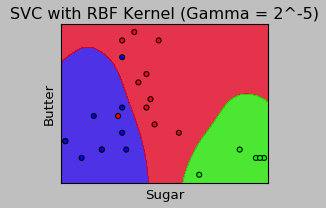 SVC with RBF Kernel (Gamma = 2^-5)
Butter
Sugar